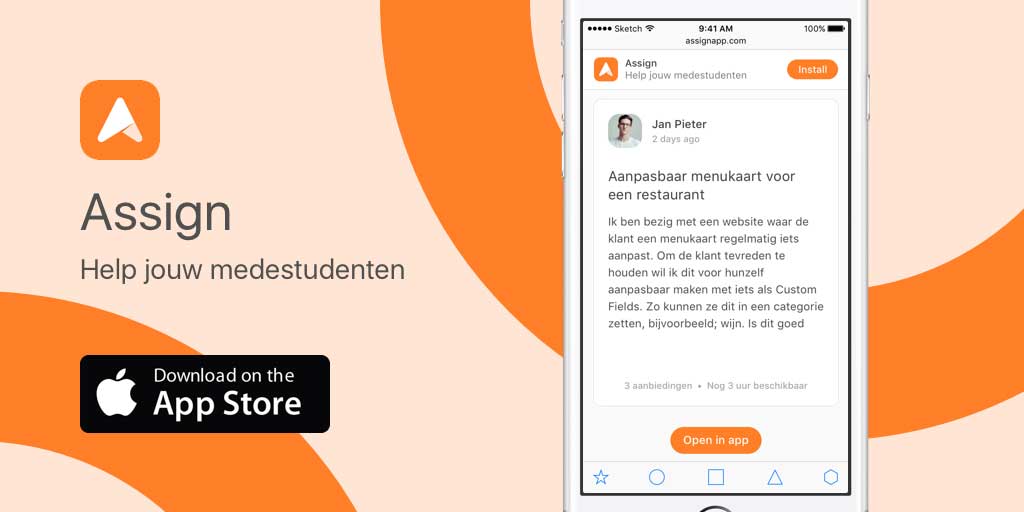 Assign
Help jouw medestudenten
Download on the
App Store
Sketch 9:41 AM 100%
assignapp.com
Assign
Help jouw medestudenten
Install
Jan Pieter
2 days ago
Aanpasbaar menukaart voor
een restaurant
Ik ben bezig met een website waar de
klant een menukaart regelmatig iets
aanpast. Om de klant tevreden te
houden wil ik dit voor hunzelf
aanpasbaar maken met iets als Custom
Fields. Zo kunnen ze dit in een categorie
zetten, bijvoorbeeld; wijn. Is dit goed
3 aanbiedingen • Nog 3 uur beschikbaar
Open in app